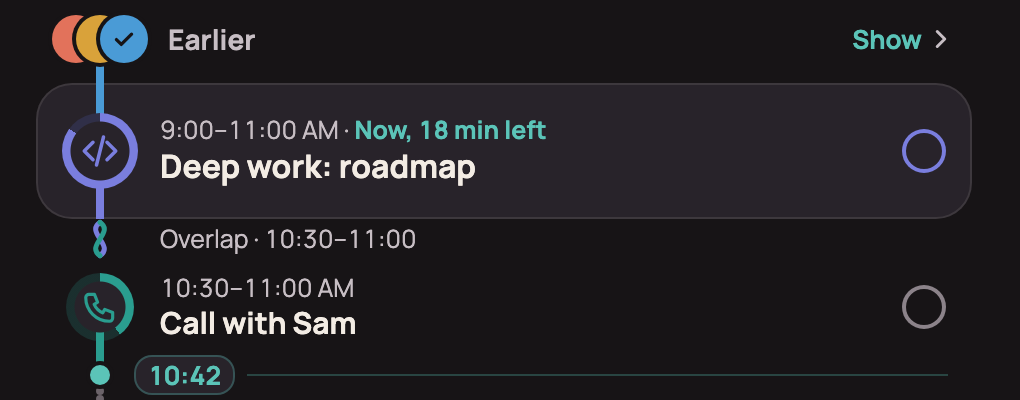 Earlier
Show
9:00–11:00 AM · Now, 18 min left
Deep work: roadmap
Overlap · 10:30–11:00
10:30–11:00 AM
Call with Sam
10:42